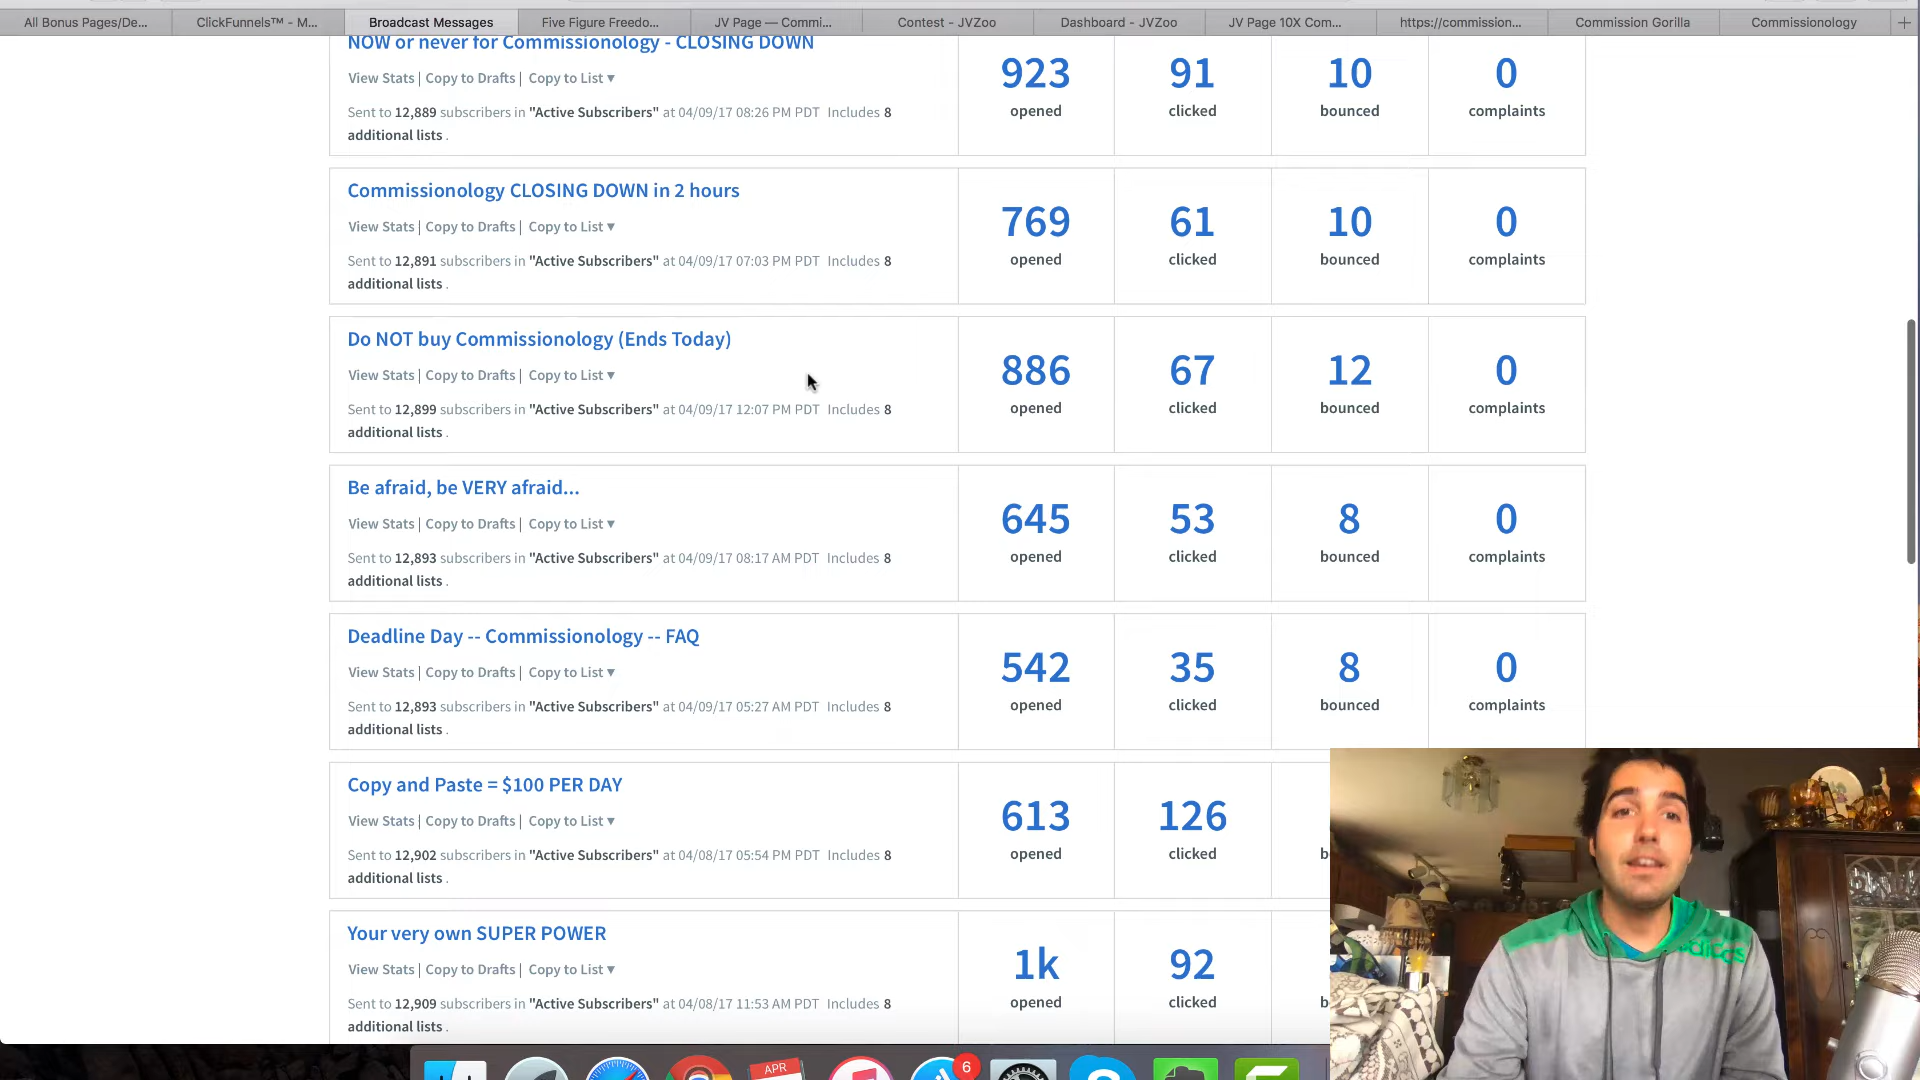 All Bonus Pages/De...
ClickFunnels™ - M...
Broadcast Messages
Five Figure Freedo...
JV Page — Commi...
Contest - JVZoo
Dashboard - JVZoo
JV Page 10X Com...
https://commission...
Commission Gorilla
Commissionology
NOW or never for Commissionology - CLOSING DOWN
View Stats | Copy to Drafts | Copy to List ▾
Sent to 12,889 subscribers in "Active Subscribers" at 04/09/17 08:26 PM PDT Includes 8
additional lists .
923 91 10 0
opened clicked bounced complaints
Commissionology CLOSING DOWN in 2 hours
View Stats | Copy to Drafts | Copy to List ▾
Sent to 12,891 subscribers in "Active Subscribers" at 04/09/17 07:03 PM PDT Includes 8
additional lists .
769 61 10 0
opened clicked bounced complaints
Do NOT buy Commissionology (Ends Today)
View Stats | Copy to Drafts | Copy to List ▾
Sent to 12,899 subscribers in "Active Subscribers" at 04/09/17 12:07 PM PDT Includes 8
additional lists .
886 67 12 0
opened clicked bounced complaints
Be afraid, be VERY afraid...
View Stats | Copy to Drafts | Copy to List ▾
Sent to 12,893 subscribers in "Active Subscribers" at 04/09/17 08:17 AM PDT Includes 8
additional lists .
645 53 8 0
opened clicked bounced complaints
Deadline Day -- Commissionology -- FAQ
View Stats | Copy to Drafts | Copy to List ▾
Sent to 12,893 subscribers in "Active Subscribers" at 04/09/17 05:27 AM PDT Includes 8
additional lists .
542 35 8 0
opened clicked bounced complaints
Copy and Paste = $100 PER DAY
View Stats | Copy to Drafts | Copy to List ▾
Sent to 12,902 subscribers in "Active Subscribers" at 04/08/17 05:54 PM PDT Includes 8
additional lists .
613 126
opened clicked b
Your very own SUPER POWER
View Stats | Copy to Drafts | Copy to List ▾
Sent to 12,909 subscribers in "Active Subscribers" at 04/08/17 11:53 AM PDT Includes 8
additional lists .
1k 92
opened clicked b
APR
6